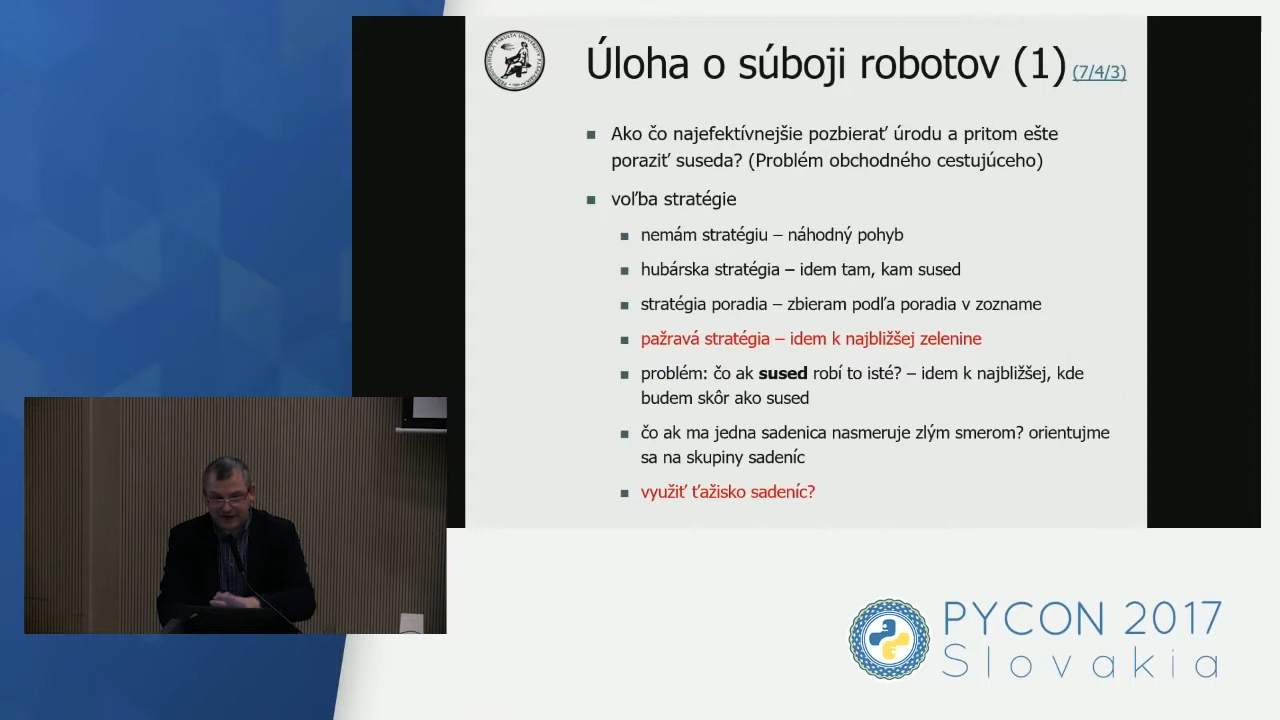 Úloha o súboji robotov (1) (7/4/3)
Ako čo najefektívnejšie pozbierať úrodu a pritom ešte
poraziť suseda? (Problém obchodného cestujúceho)
voľba stratégie
nemám stratégiu – náhodný pohyb
hubárska stratégia – idem tam, kam sused
stratégia poradia – zbieram podľa poradia v zozname
pažravá stratégia – idem k najbližšej zelenine
problém: čo ak sused robí to isté? – idem k najbližšej, kde
budem skôr ako sused
čo ak ma jedna sadenica nasmeruje zlým smerom? orientujme
sa na skupiny sadeníc
využiť ťažisko sadeníc?
PYCON 2017
Slovakia